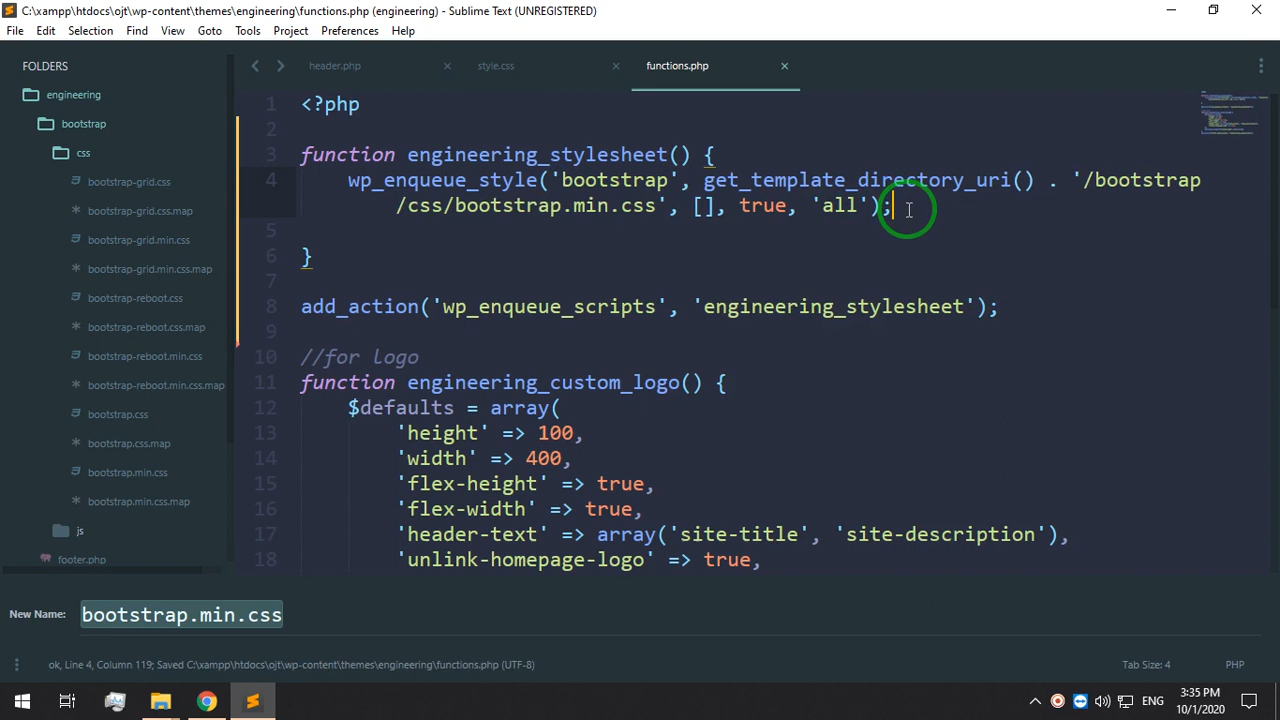 C:\xampp\htdocs\ojt\wp-content\themes\engineering\functions.php (engineering) - Sublime Text (UNREGISTERED)
File Edit Selection Find View Goto Tools Project Preferences Help
FOLDERS
engineering
bootstrap
css
bootstrap-grid.css
bootstrap-grid.css.map
bootstrap-grid.min.css
bootstrap-grid.min.css.map
bootstrap-reboot.css
bootstrap-reboot.css.map
bootstrap-reboot.min.css
bootstrap-reboot.min.css.map
bootstrap.css
bootstrap.css.map
bootstrap.min.css
bootstrap.min.css.map
js
footer.php
header.php style.css functions.php
1 <?php
2
3 function engineering_stylesheet() {
4 wp_enqueue_style('bootstrap', get_template_directory_uri() . '/bootstrap
/css/bootstrap.min.css', [], true, 'all');
5
6 }
7
8 add_action('wp_enqueue_scripts', 'engineering_stylesheet');
9
10 //for logo
11 function engineering_custom_logo() {
12 $defaults = array(
13 'height' => 100,
14 'width' => 400,
15 'flex-height' => true,
16 'flex-width' => true,
17 'header-text' => array('site-title', 'site-description'),
18 'unlink-homepage-logo' => true,
New Name: bootstrap.min.css
ok, Line 4, Column 119; Saved C:\xampp\htdocs\ojt\wp-content\themes\engineering\functions.php (UTF-8) Tab Size: 4 PHP
ENG 3:35 PM
10/1/2020